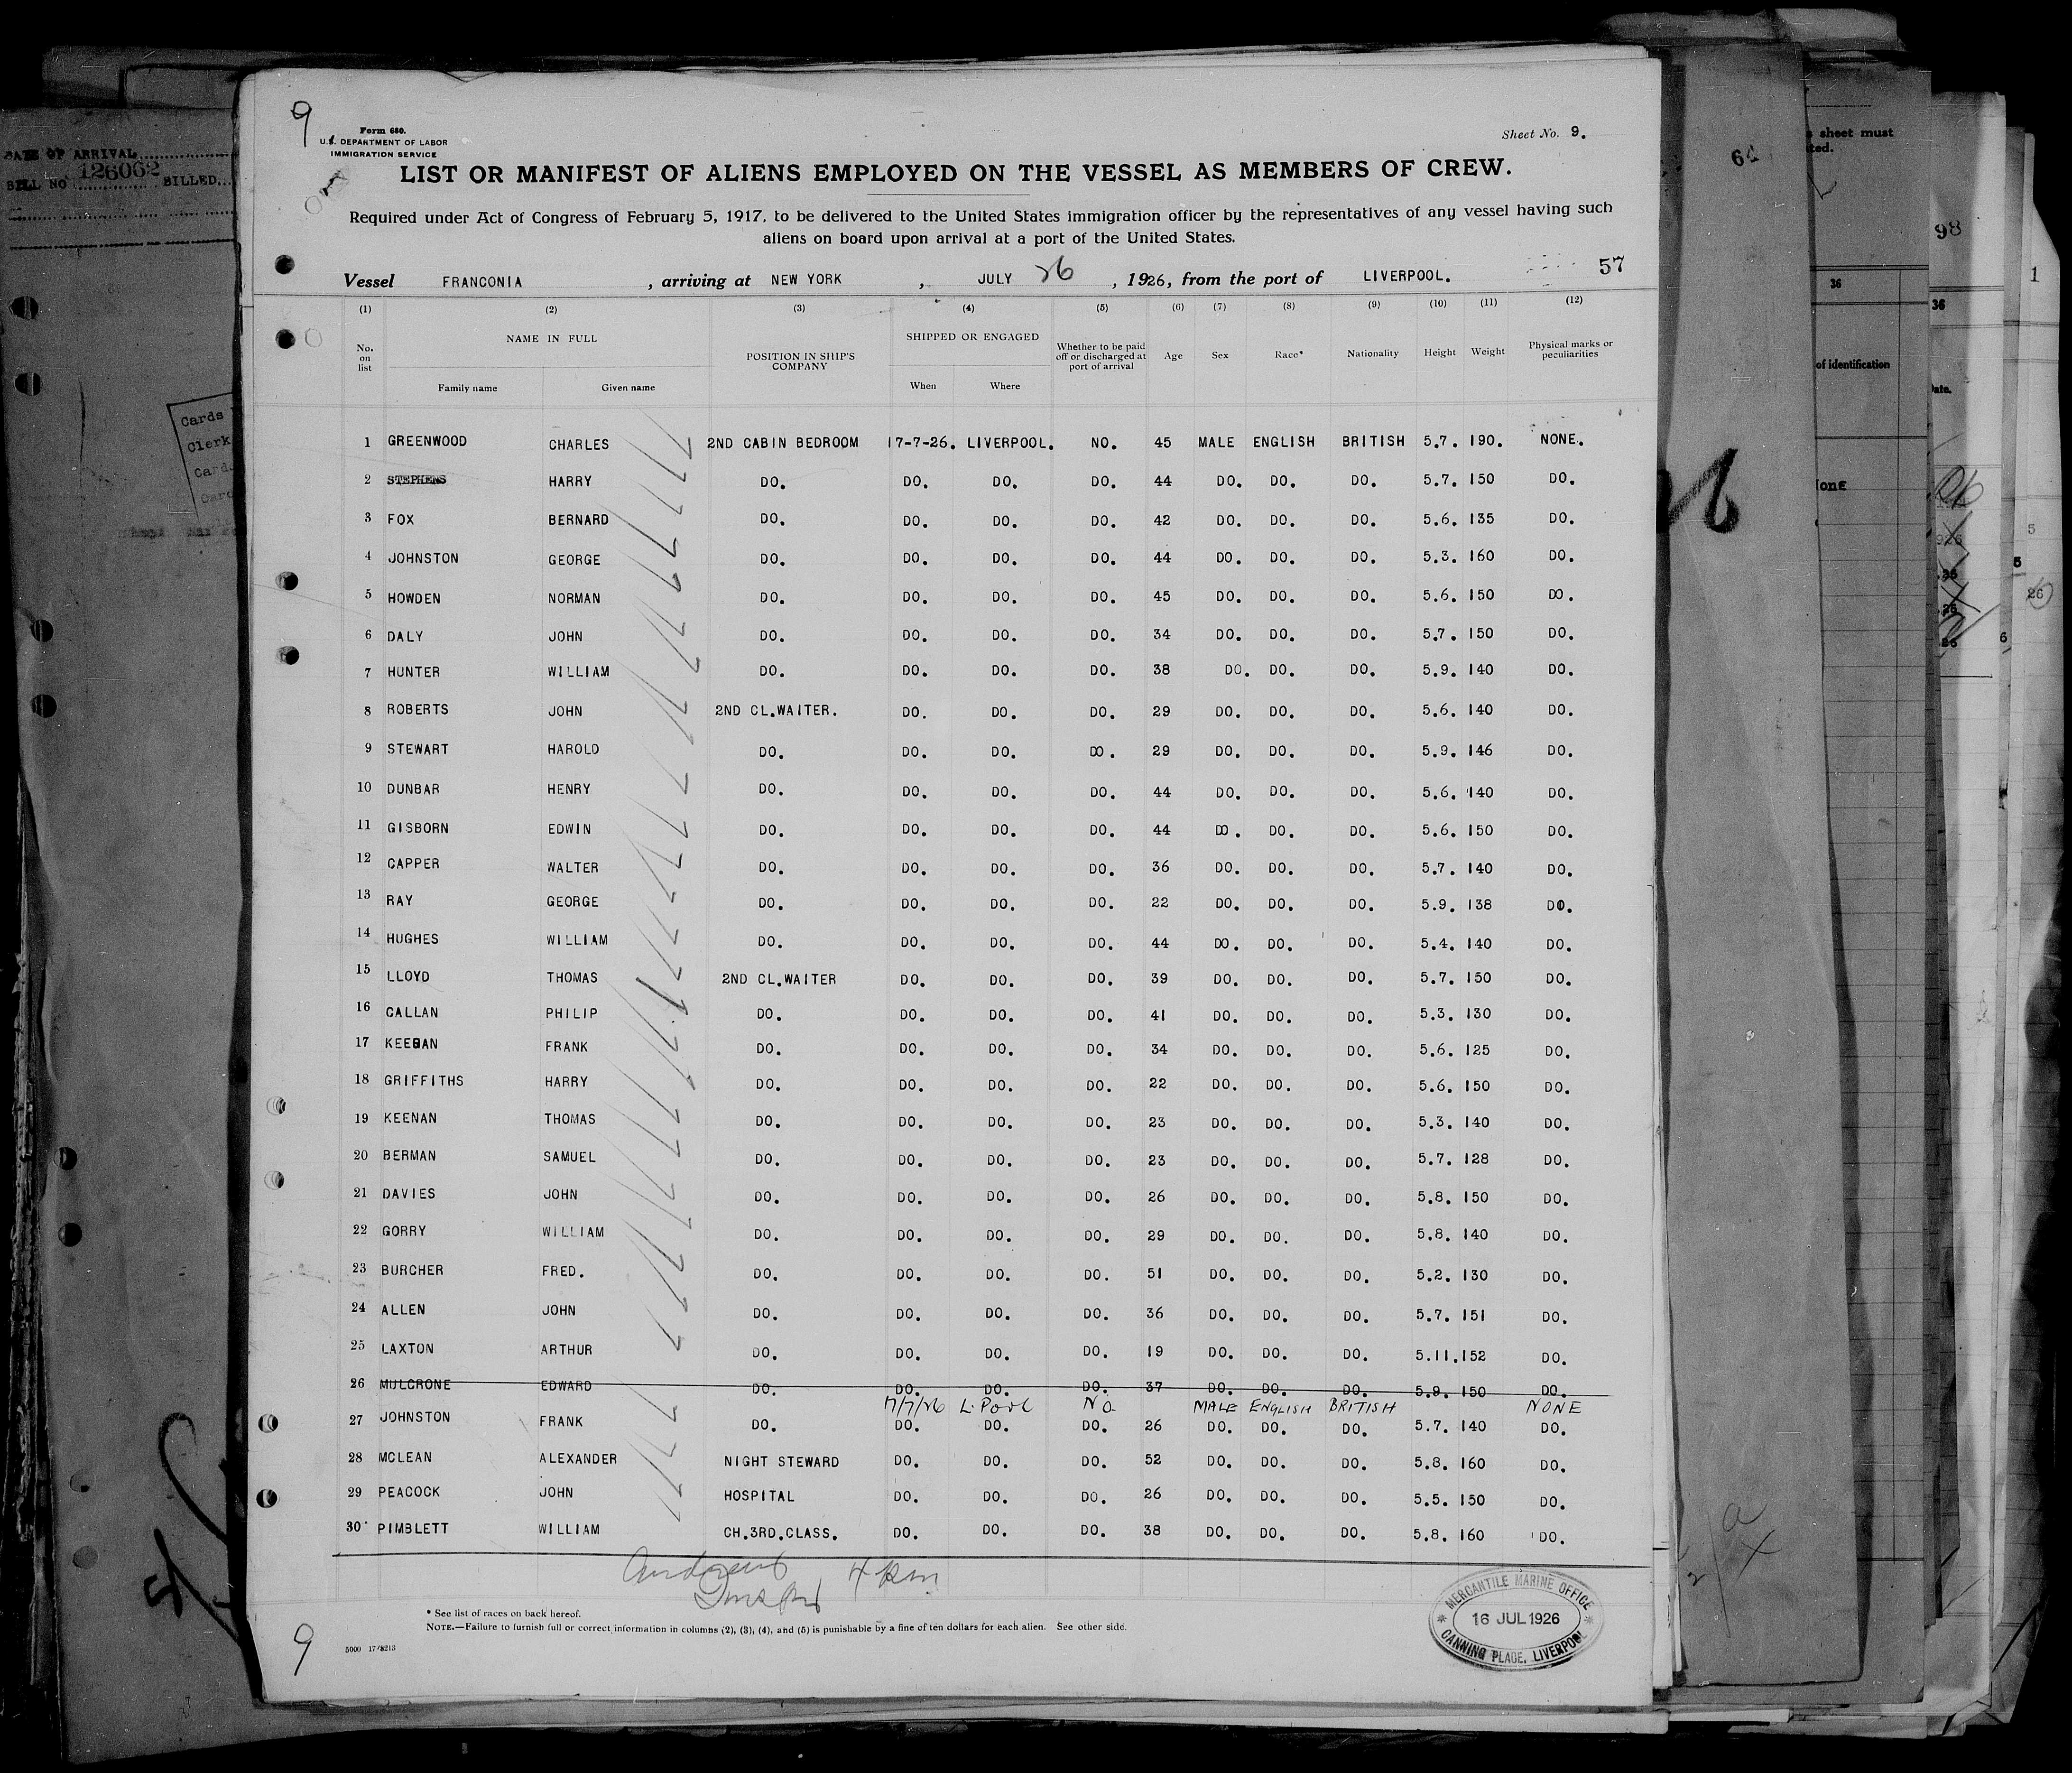 9
Form 680.
U.S. DEPARTMENT OF LABOR
IMMIGRATION SERVICE
Sheet No. 9.
LIST OR MANIFEST OF ALIENS EMPLOYED ON THE VESSEL AS MEMBERS OF CREW.
Required under Act of Congress of February 5, 1917, to be delivered to the United States immigration officer by the representatives of any vessel having such
aliens on board upon arrival at a port of the United States.
57
Vessel FRANCONIA , arriving at NEW YORK , JULY 26 , 1926, from the port of LIVERPOOL.
(1) (2) (3) (4) (5) (6) (7) (8) (9) (10) (11) (12)
No. on list NAME IN FULL POSITION IN SHIP'S COMPANY SHIPPED OR ENGAGED Whether to be paid off or discharged at port of arrival Age Sex Race* Nationality Height Weight Physical marks or peculiarities
Family name Given name When Where
1 GREENWOOD CHARLES 2ND CABIN BEDROOM 17-7-26. LIVERPOOL. NO. 45 MALE ENGLISH BRITISH 5.7. 190. NONE.
2 STEPHENS HARRY DO. DO. DO. DO. 44 DO. DO. DO. 5.7. 150 DO.
3 FOX BERNARD DO. DO. DO. DO. 42 DO. DO. DO. 5.6. 135 DO.
4 JOHNSTON GEORGE DO. DO. DO. DO. 44 DO. DO. DO. 5.3. 160 DO.
5 HOWDEN NORMAN DO. DO. DO. DO. 45 DO. DO. DO. 5.6. 150 DO.
6 DALY JOHN DO. DO. DO. DO. 34 DO. DO. DO. 5.7. 150 DO.
7 HUNTER WILLIAM DO. DO. DO. DO. 38 DO. DO. DO. 5.9. 140 DO.
8 ROBERTS JOHN 2ND CL.WAITER. DO. DO. DO. 29 DO. DO. DO. 5.6. 140 DO.
9 STEWART HAROLD DO. DO. DO. DO. 29 DO. DO. DO. 5.9. 146 DO.
10 DUNBAR HENRY DO. DO. DO. DO. 44 DO. DO. DO. 5.6. 140 DO.
11 GISBORN EDWIN DO. DO. DO. DO. 44 DO. DO. DO. 5.6. 150 DO.
12 CAPPER WALTER DO. DO. DO. DO. 36 DO. DO. DO. 5.7. 140 DO.
13 RAY GEORGE DO. DO. DO. DO. 22 DO. DO. DO. 5.9. 138 DO.
14 HUGHES WILLIAM DO. DO. DO. DO. 44 DO. DO. DO. 5.4. 140 DO.
15 LLOYD THOMAS 2ND CL.WAITER DO. DO. DO. 39 DO. DO. DO. 5.7. 150 DO.
16 CALLAN PHILIP DO. DO. DO. DO. 41 DO. DO. DO. 5.3. 130 DO.
17 KEEGAN FRANK DO. DO. DO. DO. 34 DO. DO. DO. 5.6. 125 DO.
18 GRIFFITHS HARRY DO. DO. DO. DO. 22 DO. DO. DO. 5.6. 150 DO.
19 KEENAN THOMAS DO. DO. DO. DO. 23 DO. DO. DO. 5.3. 140 DO.
20 BERMAN SAMUEL DO. DO. DO. DO. 23 DO. DO. DO. 5.7. 128 DO.
21 DAVIES JOHN DO. DO. DO. DO. 26 DO. DO. DO. 5.8. 150 DO.
22 GORRY WILLIAM DO. DO. DO. DO. 29 DO. DO. DO. 5.8. 140 DO.
23 BURCHER FRED. DO. DO. DO. DO. 51 DO. DO. DO. 5.2. 130 DO.
24 ALLEN JOHN DO. DO. DO. DO. 36 DO. DO. DO. 5.7. 151 DO.
25 LAXTON ARTHUR DO. DO. DO. DO. 19 DO. DO. DO. 5.11. 152 DO.
26 MULCRONE EDWARD DO. DO. DO. DO. 37 DO. DO. DO. 5.9. 150 DO.
17/7/26 L.Pool No MALE ENGLISH BRITISH NONE
27 JOHNSTON FRANK DO. DO. DO. DO. 26 DO. DO. DO. 5.7. 140 DO.
28 MCLEAN ALEXANDER NIGHT STEWARD DO. DO. DO. 52 DO. DO. DO. 5.8. 160 DO.
29 PEACOCK JOHN HOSPITAL DO. DO. DO. 26 DO. DO. DO. 5.5. 150 DO.
30 PIMBLETT WILLIAM CH.3RD.CLASS. DO. DO. DO. 38 DO. DO. DO. 5.8. 160 DO.
* See list of races on back hereof.
NOTE.—Failure to furnish full or correct information in columns (2), (3), (4), and (5) is punishable by a fine of ten dollars for each alien. See other side.
9
MERCANTILE MARINE OFFICE
16 JUL 1926
CANNING PLACE, LIVERPOOL
DATE OF ARRIVAL
BILL NO 126062 BILLED
Cards
Clerk
sheet must
98
36
36
of identification
Date.